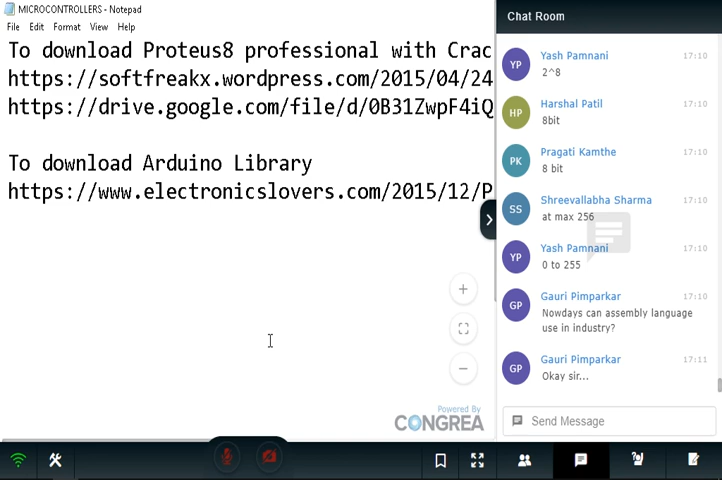 MICROCONTROLLERS - Notepad
File Edit Format View Help
To download Proteus8 professional with Crac
https://softfreakx.wordpress.com/2015/04/24
https://drive.google.com/file/d/0B31ZwpF4iQ
To download Arduino Library
https://www.electronicslovers.com/2015/12/P
Powered By
CONGREA
Chat Room
YP Yash Pamnani 17:10
2^8
HP Harshal Patil 17:10
8bit
PK Pragati Kamthe 17:10
8 bit
SS Shreevallabha Sharma 17:10
at max 256
YP Yash Pamnani 17:10
0 to 255
GP Gauri Pimparkar 17:10
Nowdays can assembly language
use in industry?
GP Gauri Pimparkar 17:11
Okay sir...
Send Message